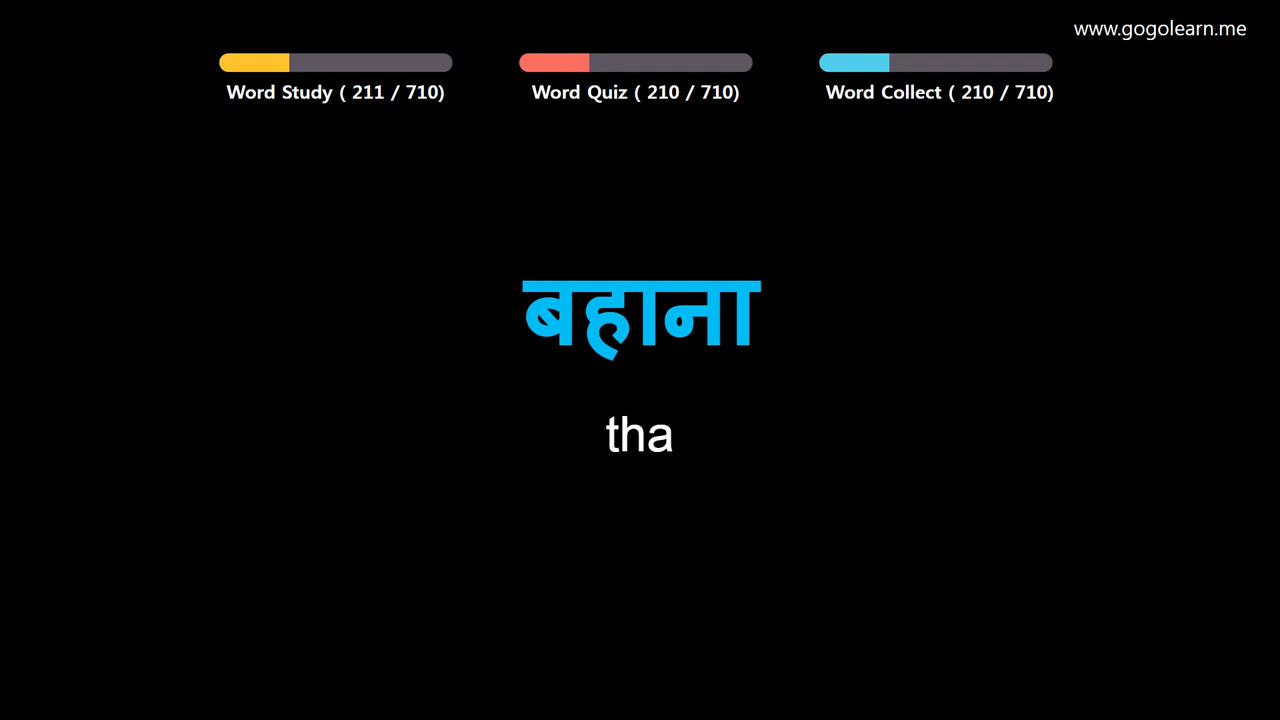 www.gogolearn.me
Word Study ( 211 / 710)
Word Quiz ( 210 / 710)
Word Collect ( 210 / 710)
बहाना
tha